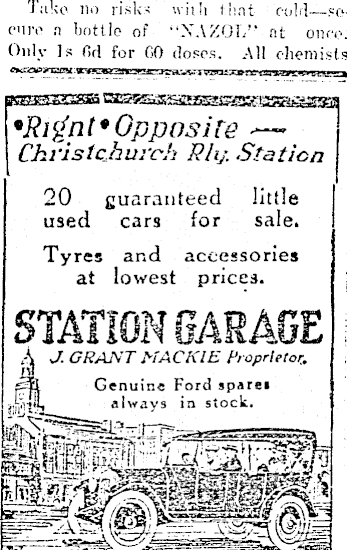 Take no risks with that cold—se-
cure a bottle of "NAZOL" at once.
Only 1s 6d for 60 doses. All chemists
•Right•Opposite —
Christchurch Rly. Station
20 guaranteed little
used cars for sale.
Tyres and accessories
at lowest prices.
STATION GARAGE
J. GRANT MACKIE Proprietor.
Genuine Ford spares
always in stock.